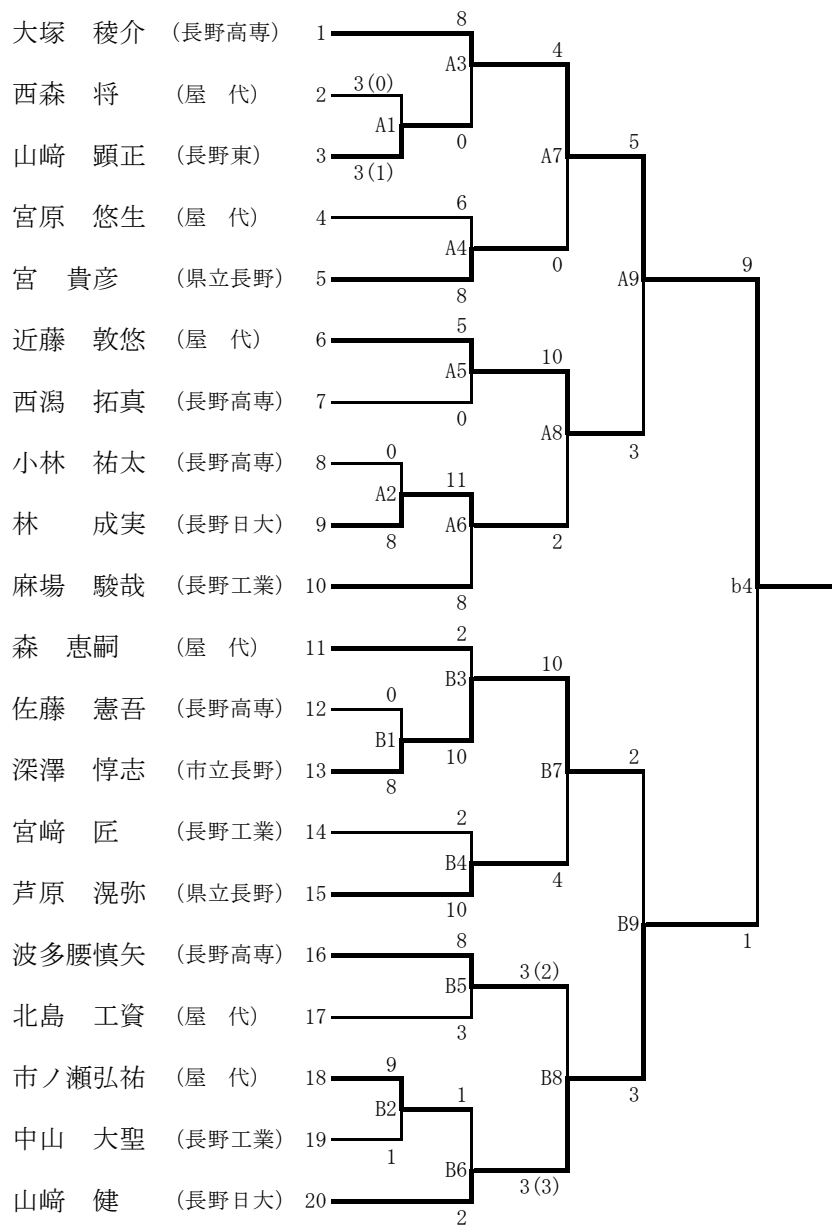 8
大塚　稜介 (長野高専) 1
4
A3
3(0)
西森　将 (屋　代) 2
A1
0
山﨑　顕正 (長野東) 3
3(1)
A7
5
6
宮原　悠生 (屋　代) 4
A4
0
宮　貴彦 (県立長野) 5
8
A9
9
5
近藤　敦悠 (屋　代) 6
10
A5
西潟　拓真 (長野高専) 7
0
A8
3
0
小林　祐太 (長野高専) 8
11
A2
林　成実 (長野日大) 9
8
A6
2
麻場　駿哉 (長野工業) 10
8
b4
2
森　恵嗣 (屋　代) 11
10
B3
0
佐藤　憲吾 (長野高専) 12
B1
10
深澤　惇志 (市立長野) 13
8
B7
2
2
宮﨑　匠 (長野工業) 14
B4
4
芦原　滉弥 (県立長野) 15
10
B9
1
8
波多腰慎矢 (長野高専) 16
3(2)
B5
北島　工資 (屋　代) 17
3
9
市ノ瀬弘祐 (屋　代) 18
B8
3
1
B2
中山　大聖 (長野工業) 19
1
B6
3(3)
山﨑　健 (長野日大) 20
2